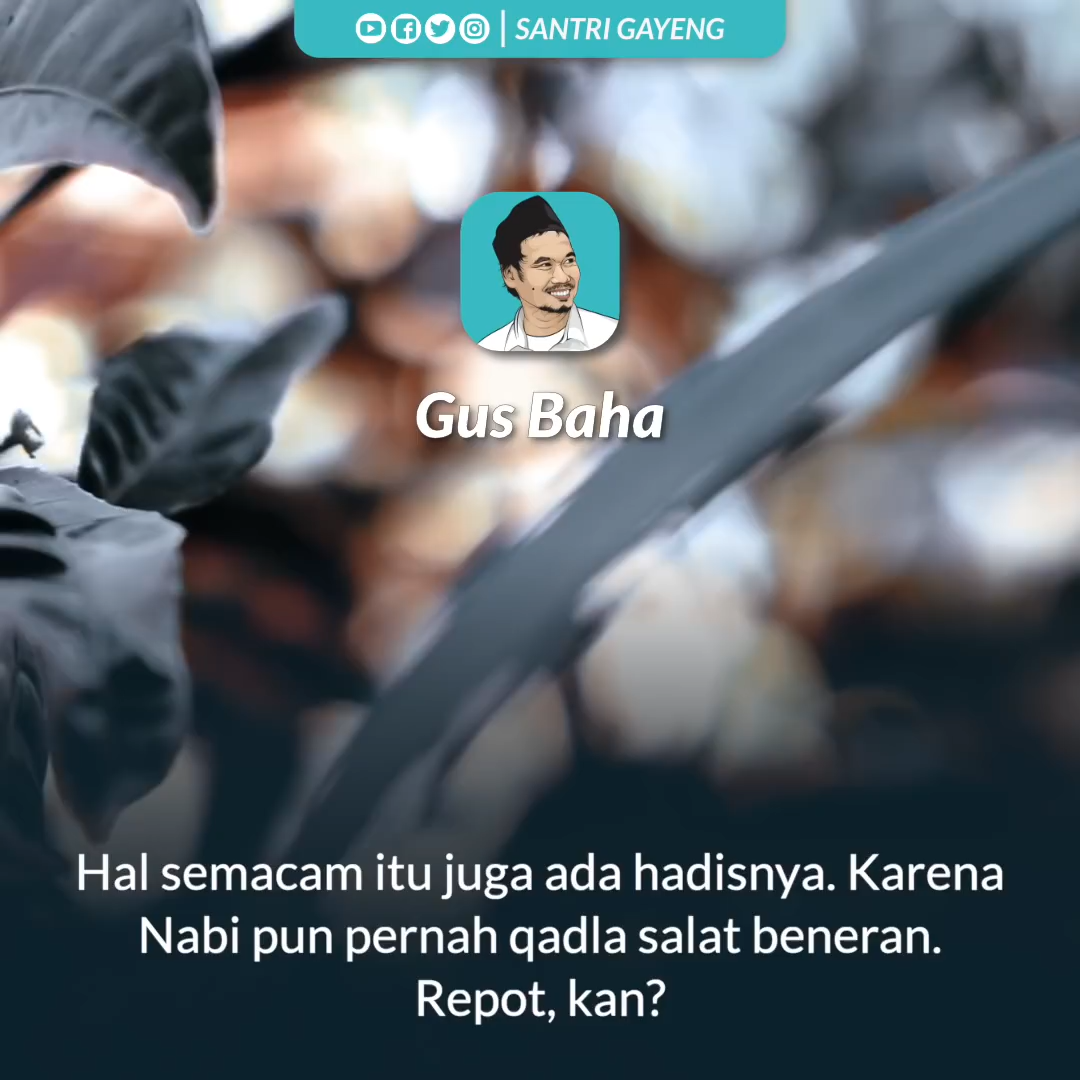 SANTRI GAYENG
Gus Baha
Hal semacam itu juga ada hadisnya. Karena
Nabi pun pernah qadla salat beneran.
Repot, kan?